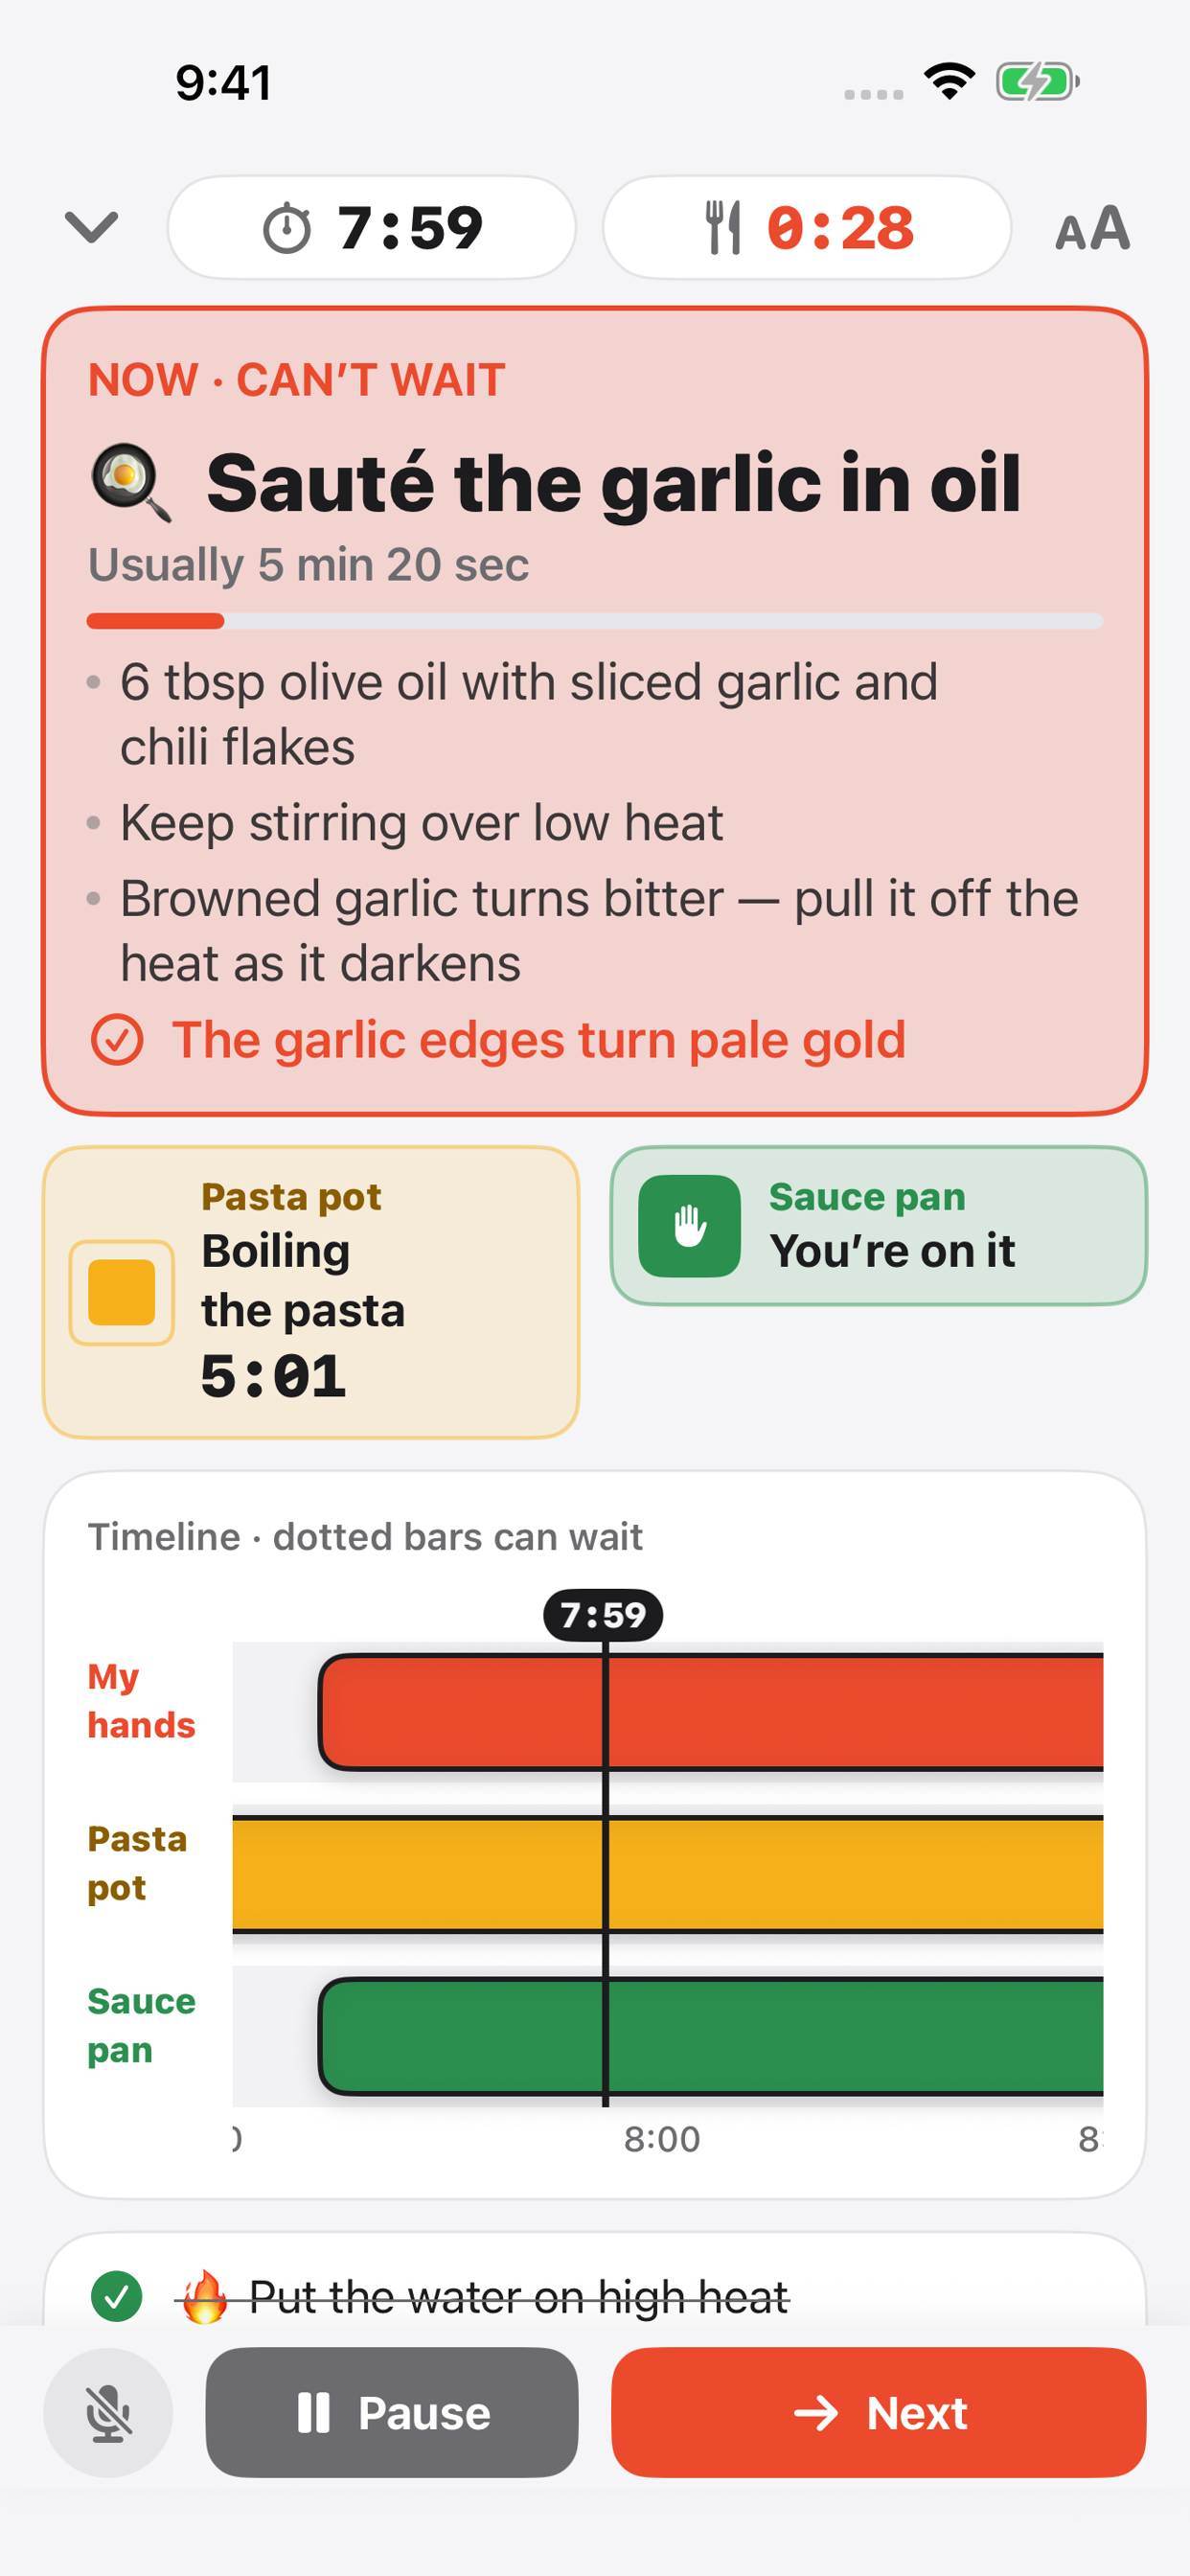 9:41
7:59
0:28
AA
NOW · CAN’T WAIT
Sauté the garlic in oil
Usually 5 min 20 sec
• 6 tbsp olive oil with sliced garlic and
chili flakes
• Keep stirring over low heat
• Browned garlic turns bitter — pull it off the
heat as it darkens
The garlic edges turn pale gold
Pasta pot
Boiling
the pasta
5:01
Sauce pan
You’re on it
Timeline · dotted bars can wait
7:59
My
hands
Pasta
pot
Sauce
pan
8:00
Put the water on high heat
Pause
Next